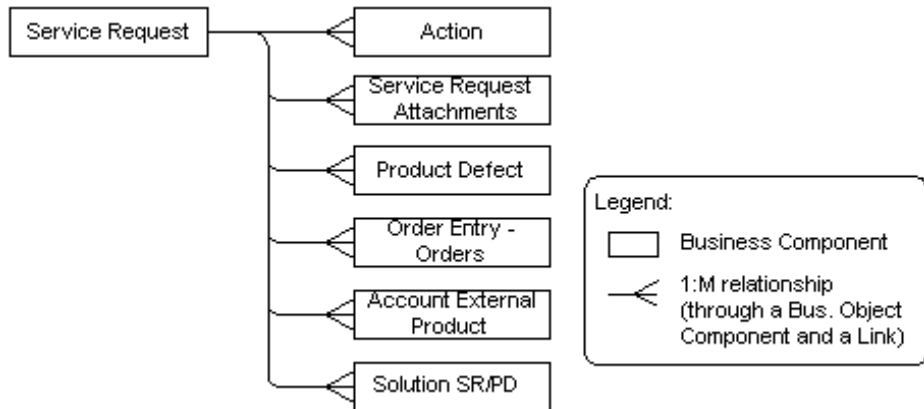 Service Request
Action
Service Request
Attachments
Product Defect
Order Entry -
Orders
Account External
Product
Solution SR/PD
Legend:
Business Component
1:M relationship
(through a Bus. Object
Component and a Link)